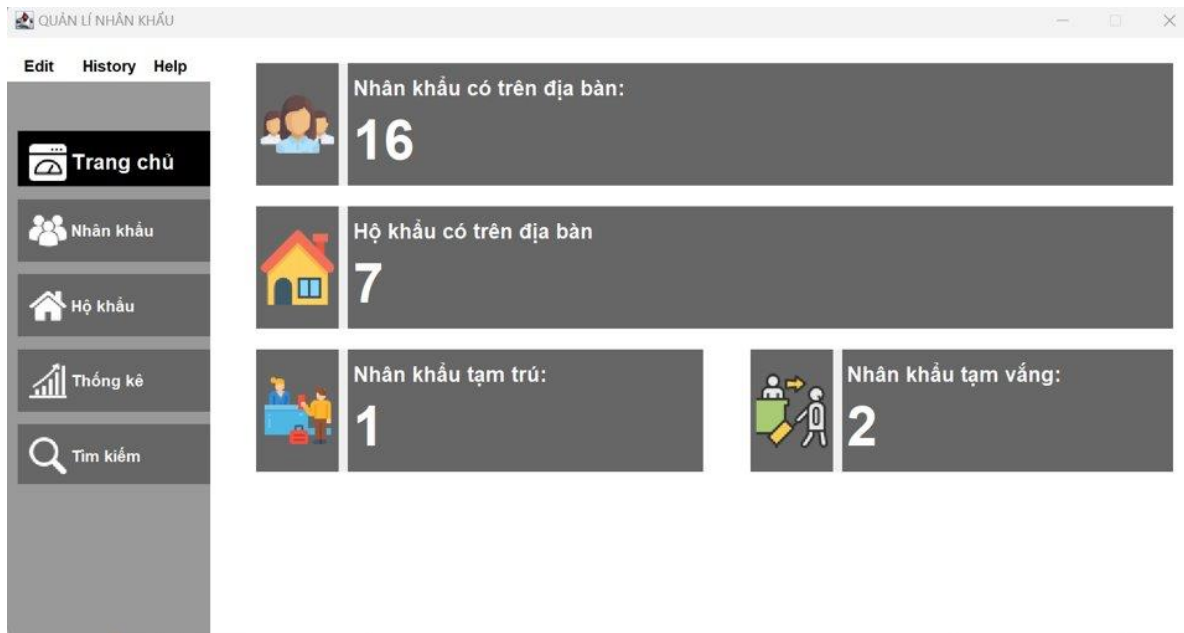 QUẢN LÍ NHÂN KHẨU
Edit History Help
Trang chủ
Nhân khẩu
Hộ khẩu
Thống kê
Tìm kiếm
Nhân khẩu có trên địa bàn:
16
Hộ khẩu có trên địa bàn
7
Nhân khẩu tạm trú:
1
Nhân khẩu tạm vắng:
2